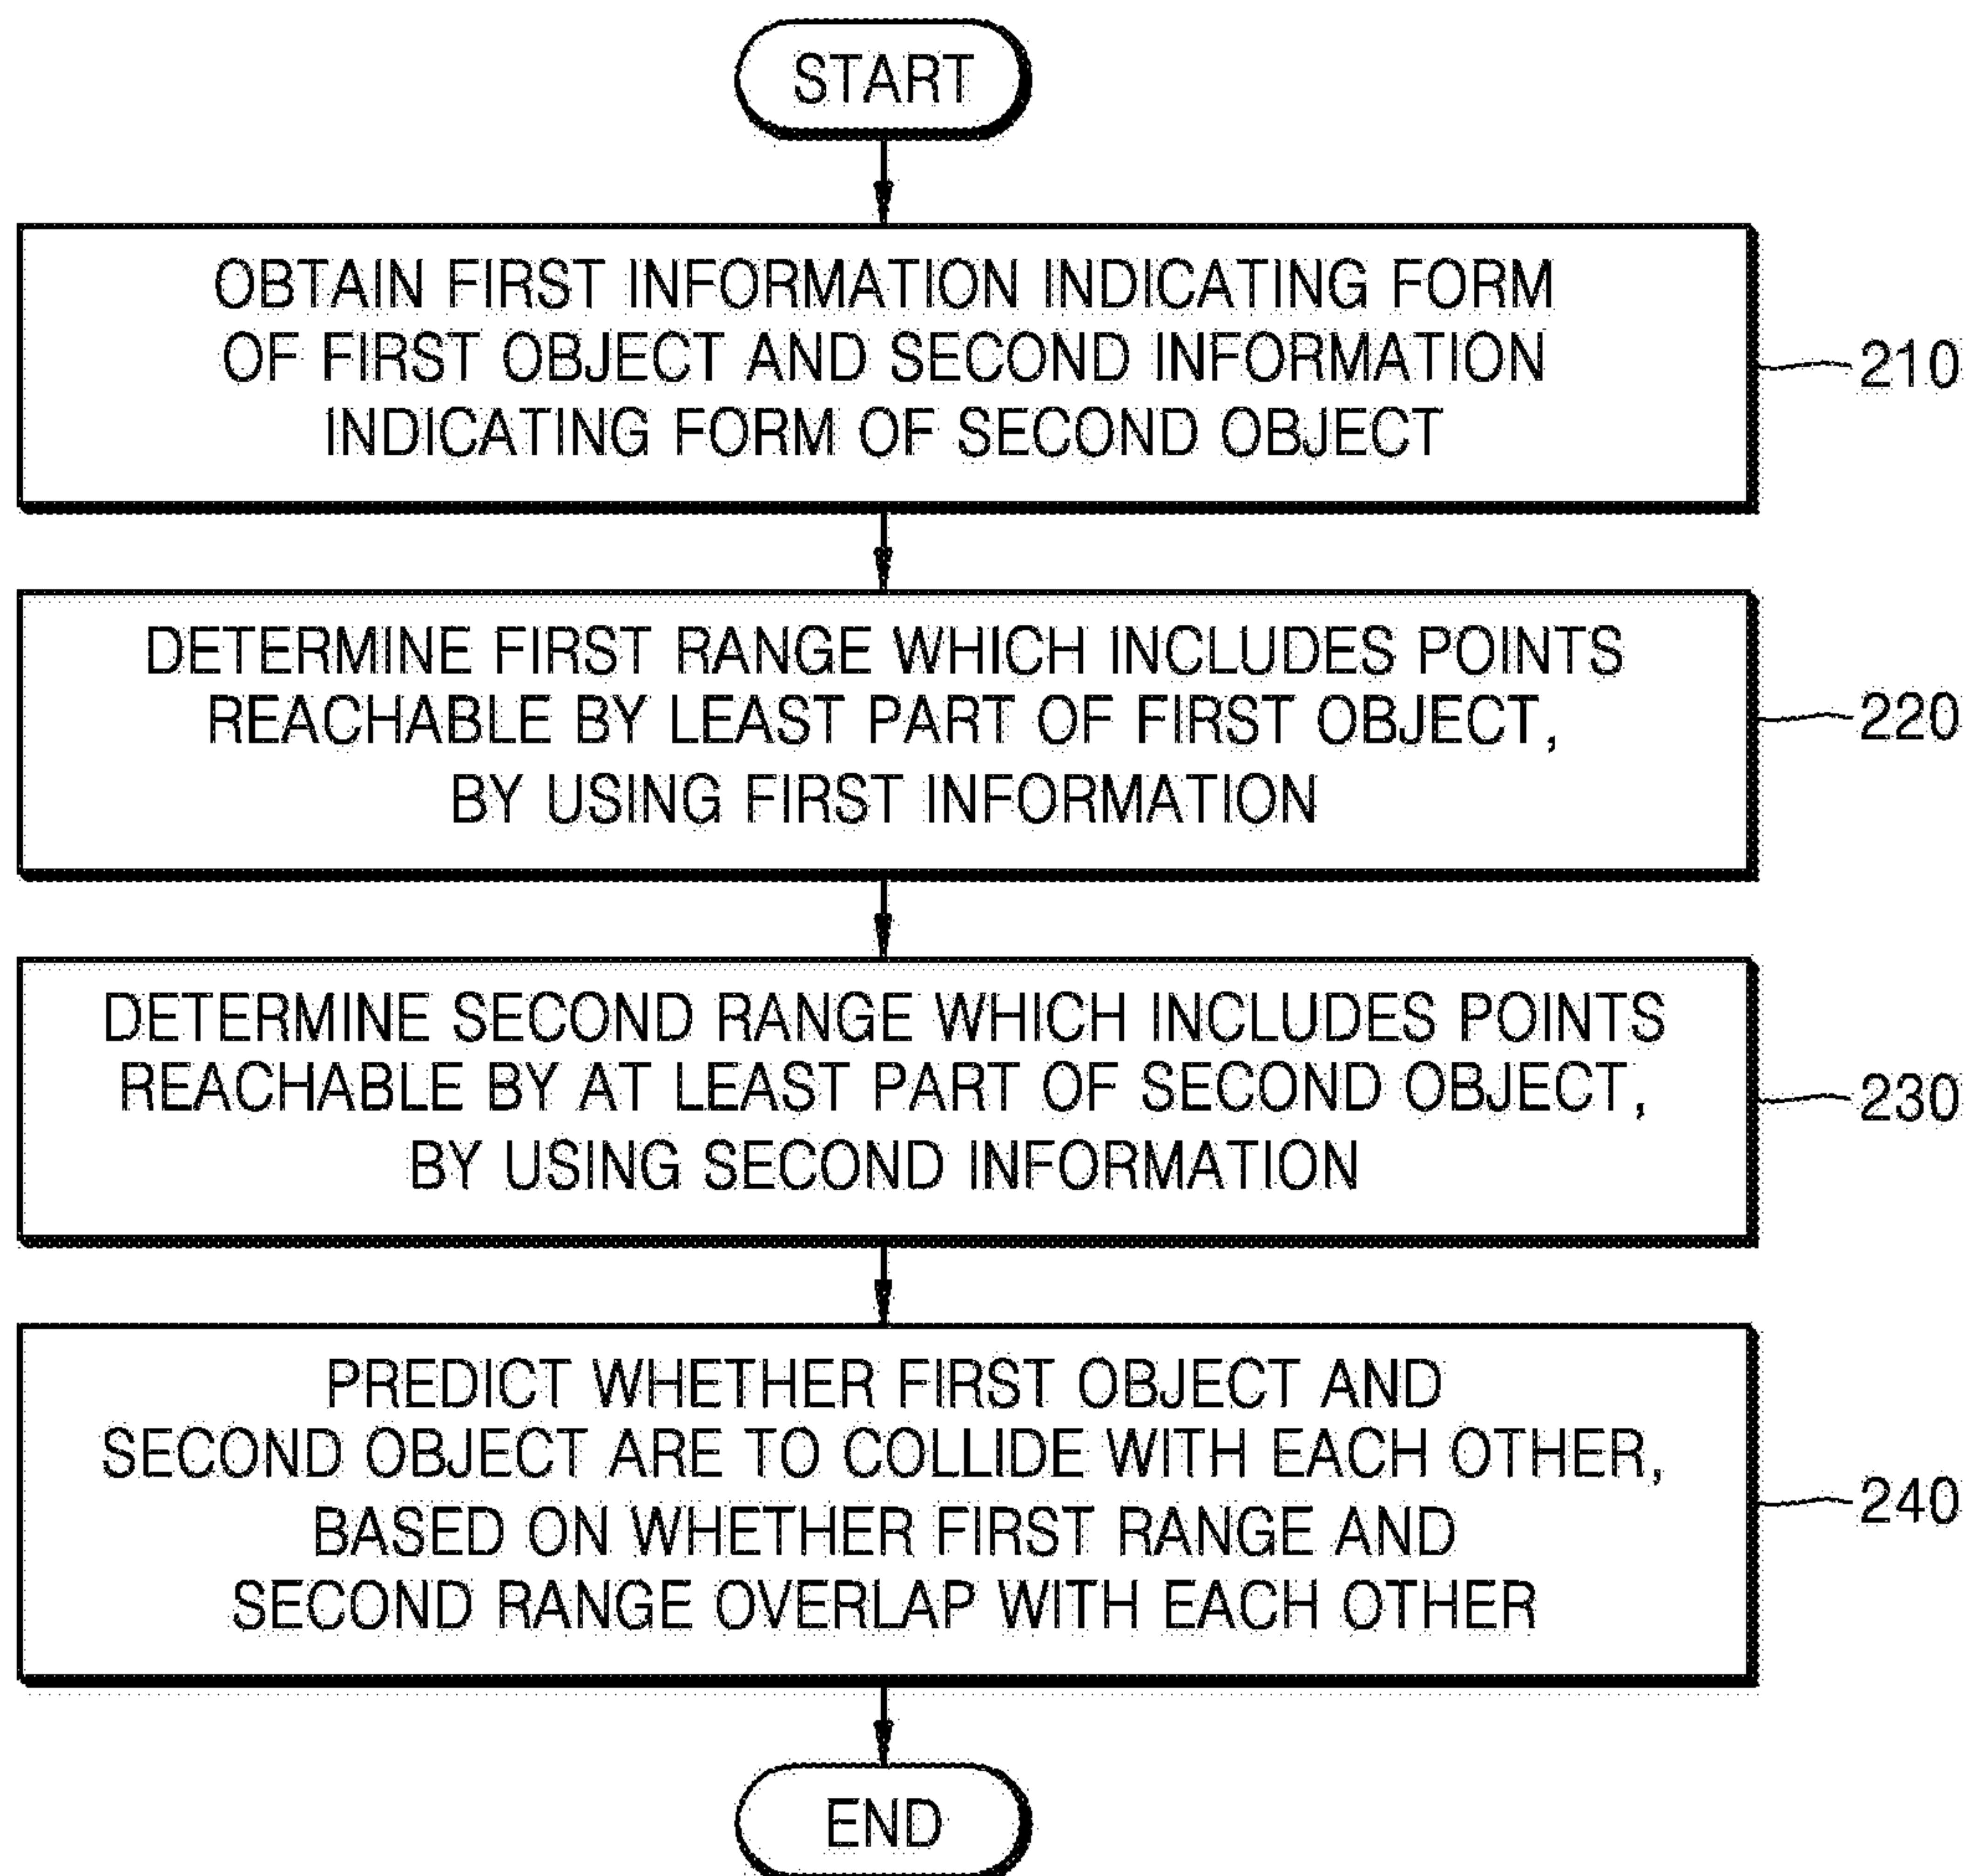 START
OBTAIN FIRST INFORMATION INDICATING FORM
OF FIRST OBJECT AND SECOND INFORMATION
INDICATING FORM OF SECOND OBJECT
210
DETERMINE FIRST RANGE WHICH INCLUDES POINTS
REACHABLE BY LEAST PART OF FIRST OBJECT,
BY USING FIRST INFORMATION
220
DETERMINE SECOND RANGE WHICH INCLUDES POINTS
REACHABLE BY AT LEAST PART OF SECOND OBJECT,
BY USING SECOND INFORMATION
230
PREDICT WHETHER FIRST OBJECT AND
SECOND OBJECT ARE TO COLLIDE WITH EACH OTHER,
BASED ON WHETHER FIRST RANGE AND
SECOND RANGE OVERLAP WITH EACH OTHER
240
END